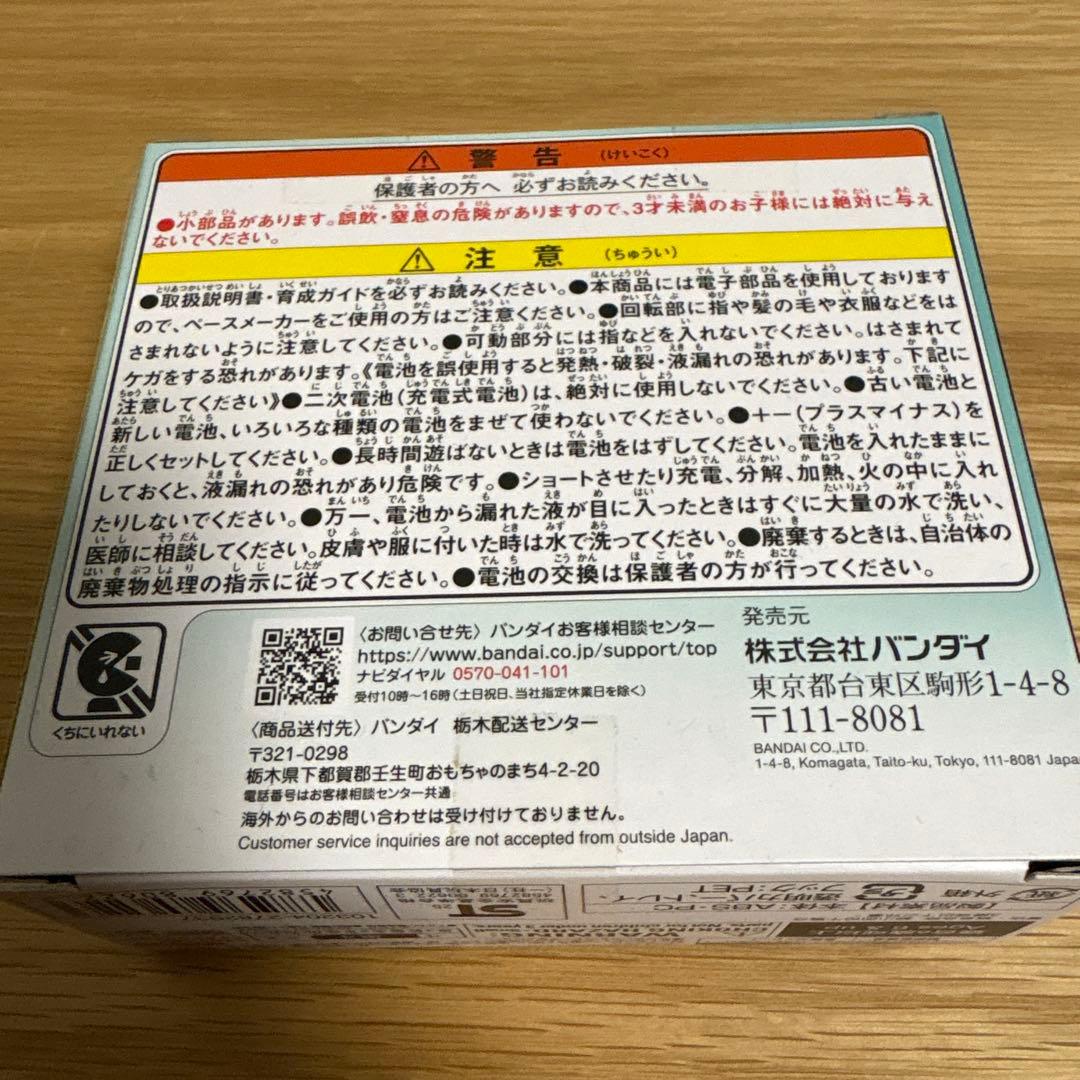 ⚠ 警告 (けいこく)
保護者の方へ 必ずお読みください。
●小部品があります。誤飲・窒息の危険がありますので、3才未満のお子様には絶対に与え
ないでください。
⚠ 注意 (ちゅうい)
●取扱説明書・育成ガイドを必ずお読みください。●本商品には電子部品を使用しております
ので、ペースメーカーをご使用の方はご注意ください。●回転部に指や髪の毛や衣服などをは
さまれないように注意してください。●可動部分には指などを入れないでください。はさまれて
ケガをする恐れがあります。《電池を誤使用すると発熱・破裂・液漏れの恐れがあります。下記に
注意してください》●二次電池(充電式電池)は、絶対に使用しないでください。●古い電池と
新しい電池、いろいろな種類の電池をまぜて使わないでください。●+-(プラスマイナス)を
正しくセットしてください。●長時間遊ばないときは電池をはずしてください。電池を入れたままに
しておくと、液漏れの恐れがあり危険です。●ショートさせたり充電、分解、加熱、火の中に入れ
たりしないでください。●万一、電池から漏れた液が目に入ったときはすぐに大量の水で洗い、
医師に相談してください。皮膚や服に付いた時は水で洗ってください。●廃棄するときは、自治体の
廃棄物処理の指示に従ってください。●電池の交換は保護者の方が行ってください。
くちにいれない
〈お問い合せ先〉バンダイお客様相談センター
https://www.bandai.co.jp/support/top
ナビダイヤル 0570-041-101
受付10時~16時(土日祝日、当社指定休業日を除く)
〈商品送付先〉バンダイ 栃木配送センター
〒321-0298
栃木県下都賀郡壬生町おもちゃのまち4-2-20
電話番号はお客様相談センター共通
海外からのお問い合わせは受け付けておりません。
Customer service inquiries are not accepted from outside Japan.
発売元
株式会社バンダイ
東京都台東区駒形1-4-8
〒111-8081
BANDAI CO.,LTD.
1-4-8, Komagata, Taito-ku, Tokyo, 111-8081 Japa
ST
【製品素材】本体:ABS・PC
透明カバー・トレイ・
フック:PET
外箱